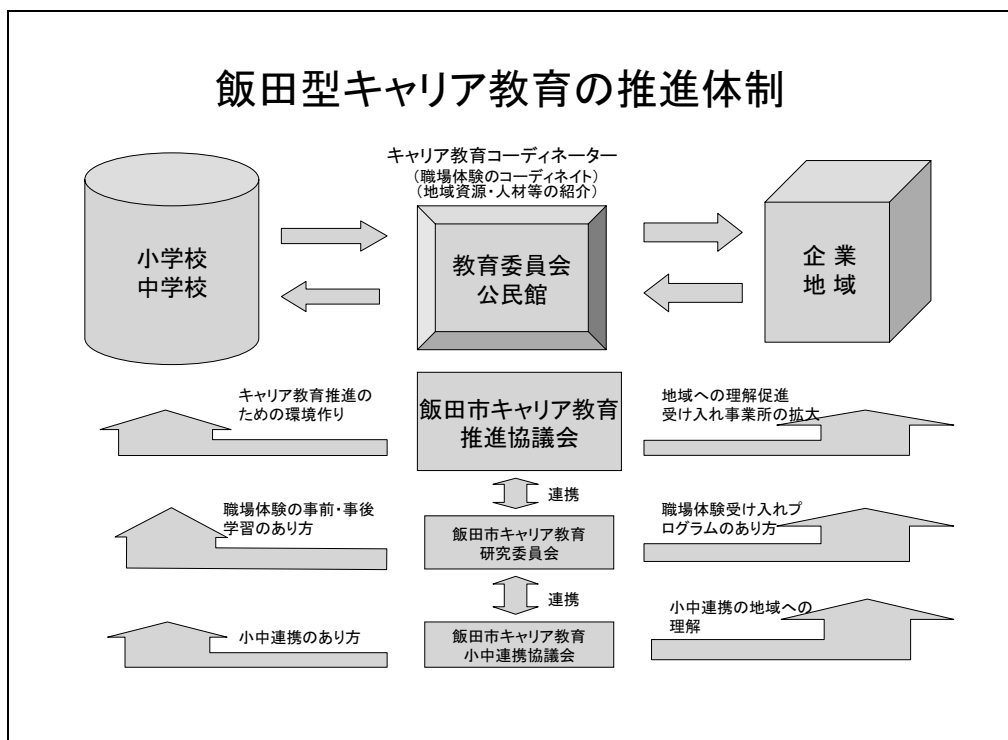 飯田型キャリア教育の推進体制
キャリア教育コーディネーター
（職場体験のコーディネイト）
（地域資源・人材等の紹介）
小学校
中学校
教育委員会
公民館
企 業
地 域
キャリア教育推進の
ための環境作り
飯田市キャリア教育
推進協議会
地域への理解促進
受け入れ事業所の拡大
連携
職場体験の事前・事後
学習のあり方
飯田市キャリア教育
研究委員会
職場体験受け入れプ
ログラムのあり方
連携
小中連携のあり方
飯田市キャリア教育
小中連携協議会
小中連携の地域への
理解